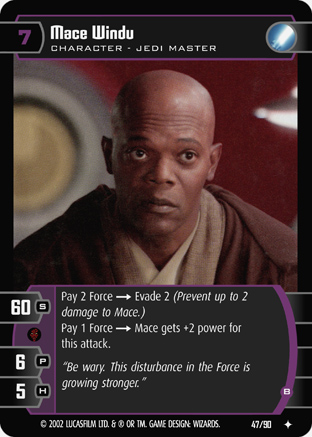 7 Mace Windu
CHARACTER - JEDI MASTER
Pay 2 Force → Evade 2 (Prevent up to 2
damage to Mace.)
Pay 1 Force → Mace gets +2 power for
this attack.
"Be wary. This disturbance in the Force is
growing stronger."
60 S
6 P
5 H
B
© 2002 LUCASFILM LTD. & ® OR TM. GAME DESIGN: WIZARDS. 47/90